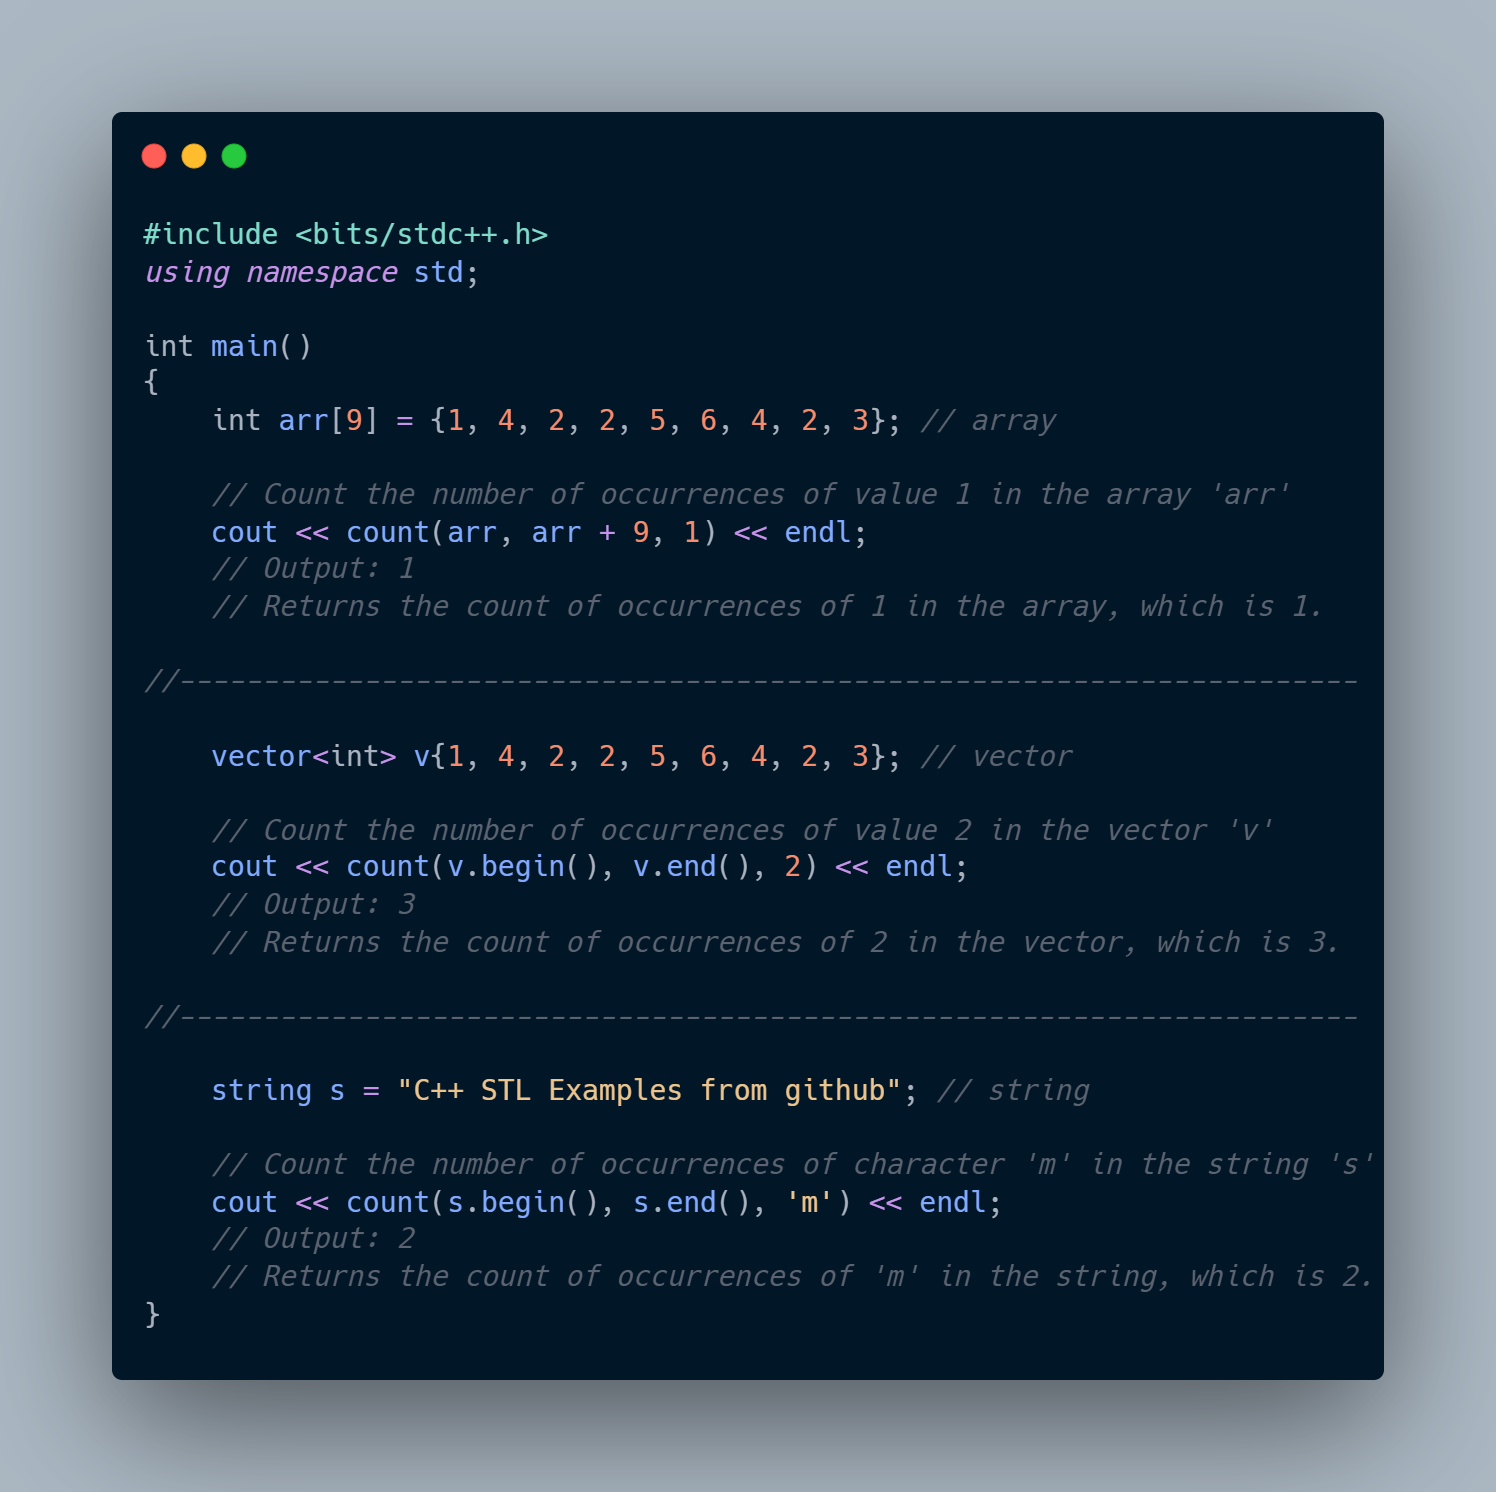 #include <bits/stdc++.h>
using namespace std;

int main()
{
    int arr[9] = {1, 4, 2, 2, 5, 6, 4, 2, 3}; // array

    // Count the number of occurrences of value 1 in the array 'arr'
    cout << count(arr, arr + 9, 1) << endl;
    // Output: 1
    // Returns the count of occurrences of 1 in the array, which is 1.

//----------------------------------------------------------------------

    vector<int> v{1, 4, 2, 2, 5, 6, 4, 2, 3}; // vector

    // Count the number of occurrences of value 2 in the vector 'v'
    cout << count(v.begin(), v.end(), 2) << endl;
    // Output: 3
    // Returns the count of occurrences of 2 in the vector, which is 3.

//----------------------------------------------------------------------

    string s = "C++ STL Examples from github"; // string

    // Count the number of occurrences of character 'm' in the string 's'
    cout << count(s.begin(), s.end(), 'm') << endl;
    // Output: 2
    // Returns the count of occurrences of 'm' in the string, which is 2.
}